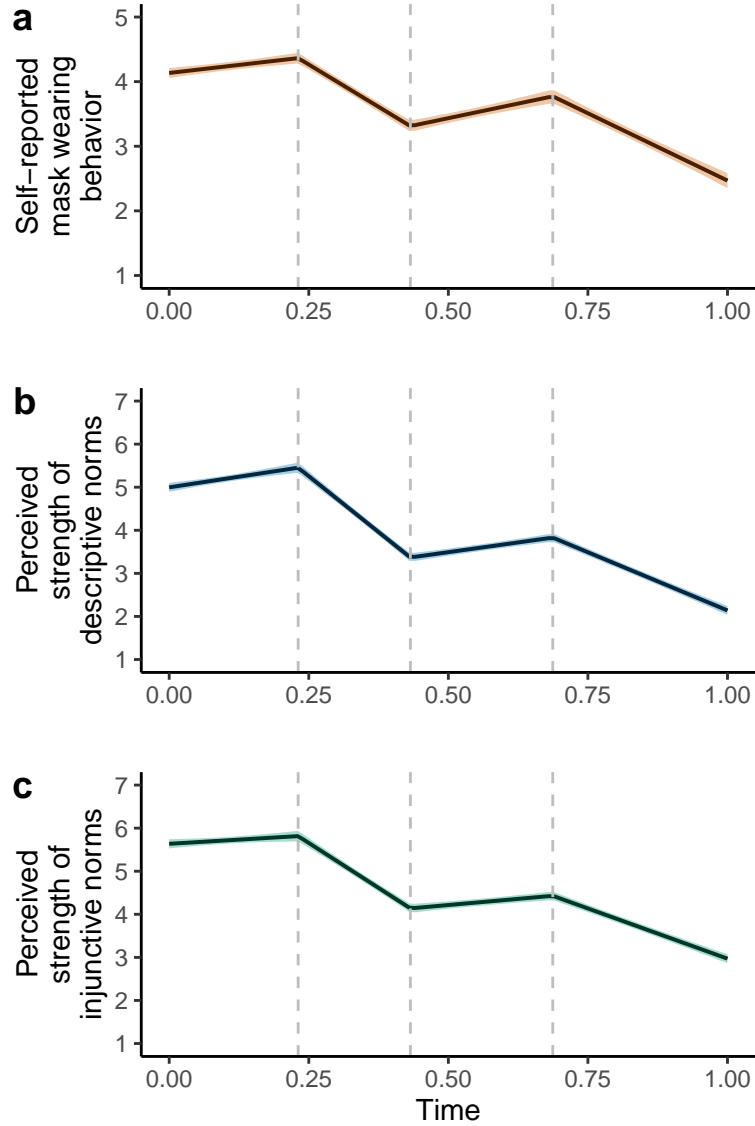 a
Self−reported
mask wearing
behavior
5
4
3
2
1
0.00 0.25 0.50 0.75 1.00
b
Perceived
strength of
descriptive norms
7
6
5
4
3
2
1
0.00 0.25 0.50 0.75 1.00
c
Perceived
strength of
injunctive norms
7
6
5
4
3
2
1
0.00 0.25 0.50 0.75 1.00
Time